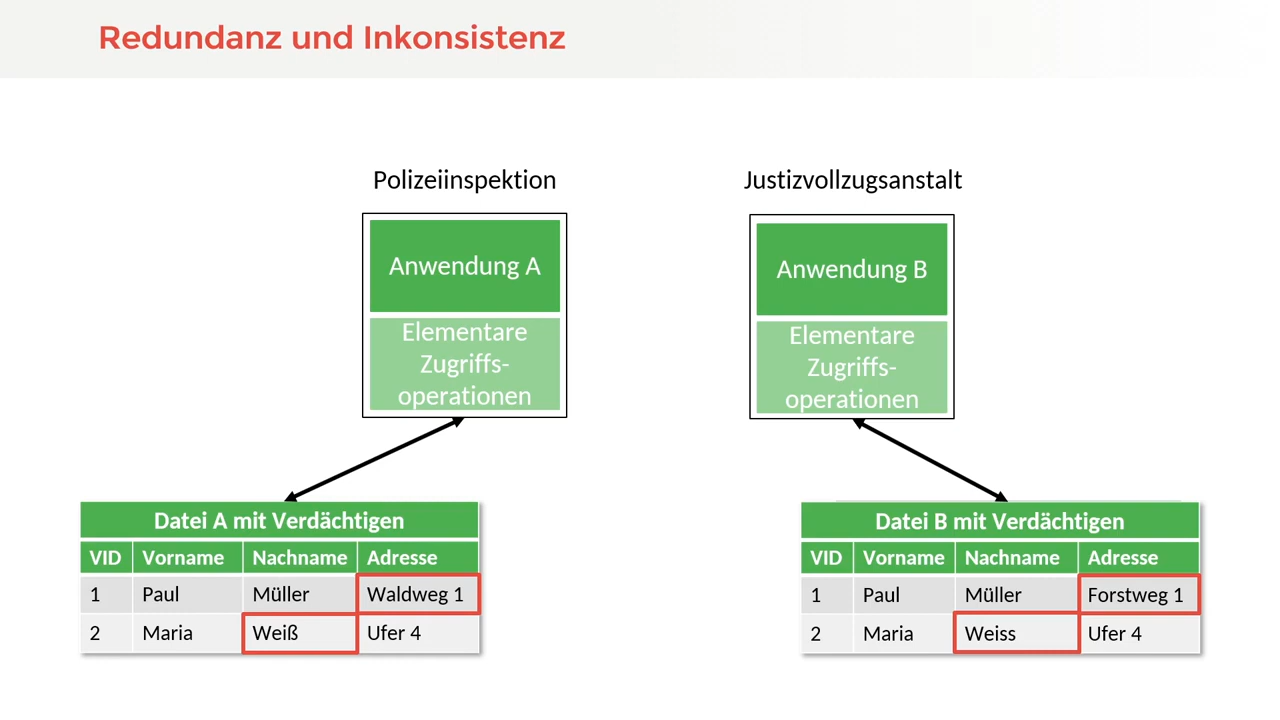 Redundanz und Inkonsistenz
Polizeiinspektion
Justizvollzugsanstalt
Anwendung A
Elementare
Zugriffs-
operationen
Anwendung B
Elementare
Zugriffs-
operationen
Datei A mit Verdächtigen
VID Vorname Nachname Adresse
1 Paul Müller Waldweg 1
2 Maria Weiß Ufer 4
Datei B mit Verdächtigen
VID Vorname Nachname Adresse
1 Paul Müller Forstweg 1
2 Maria Weiss Ufer 4